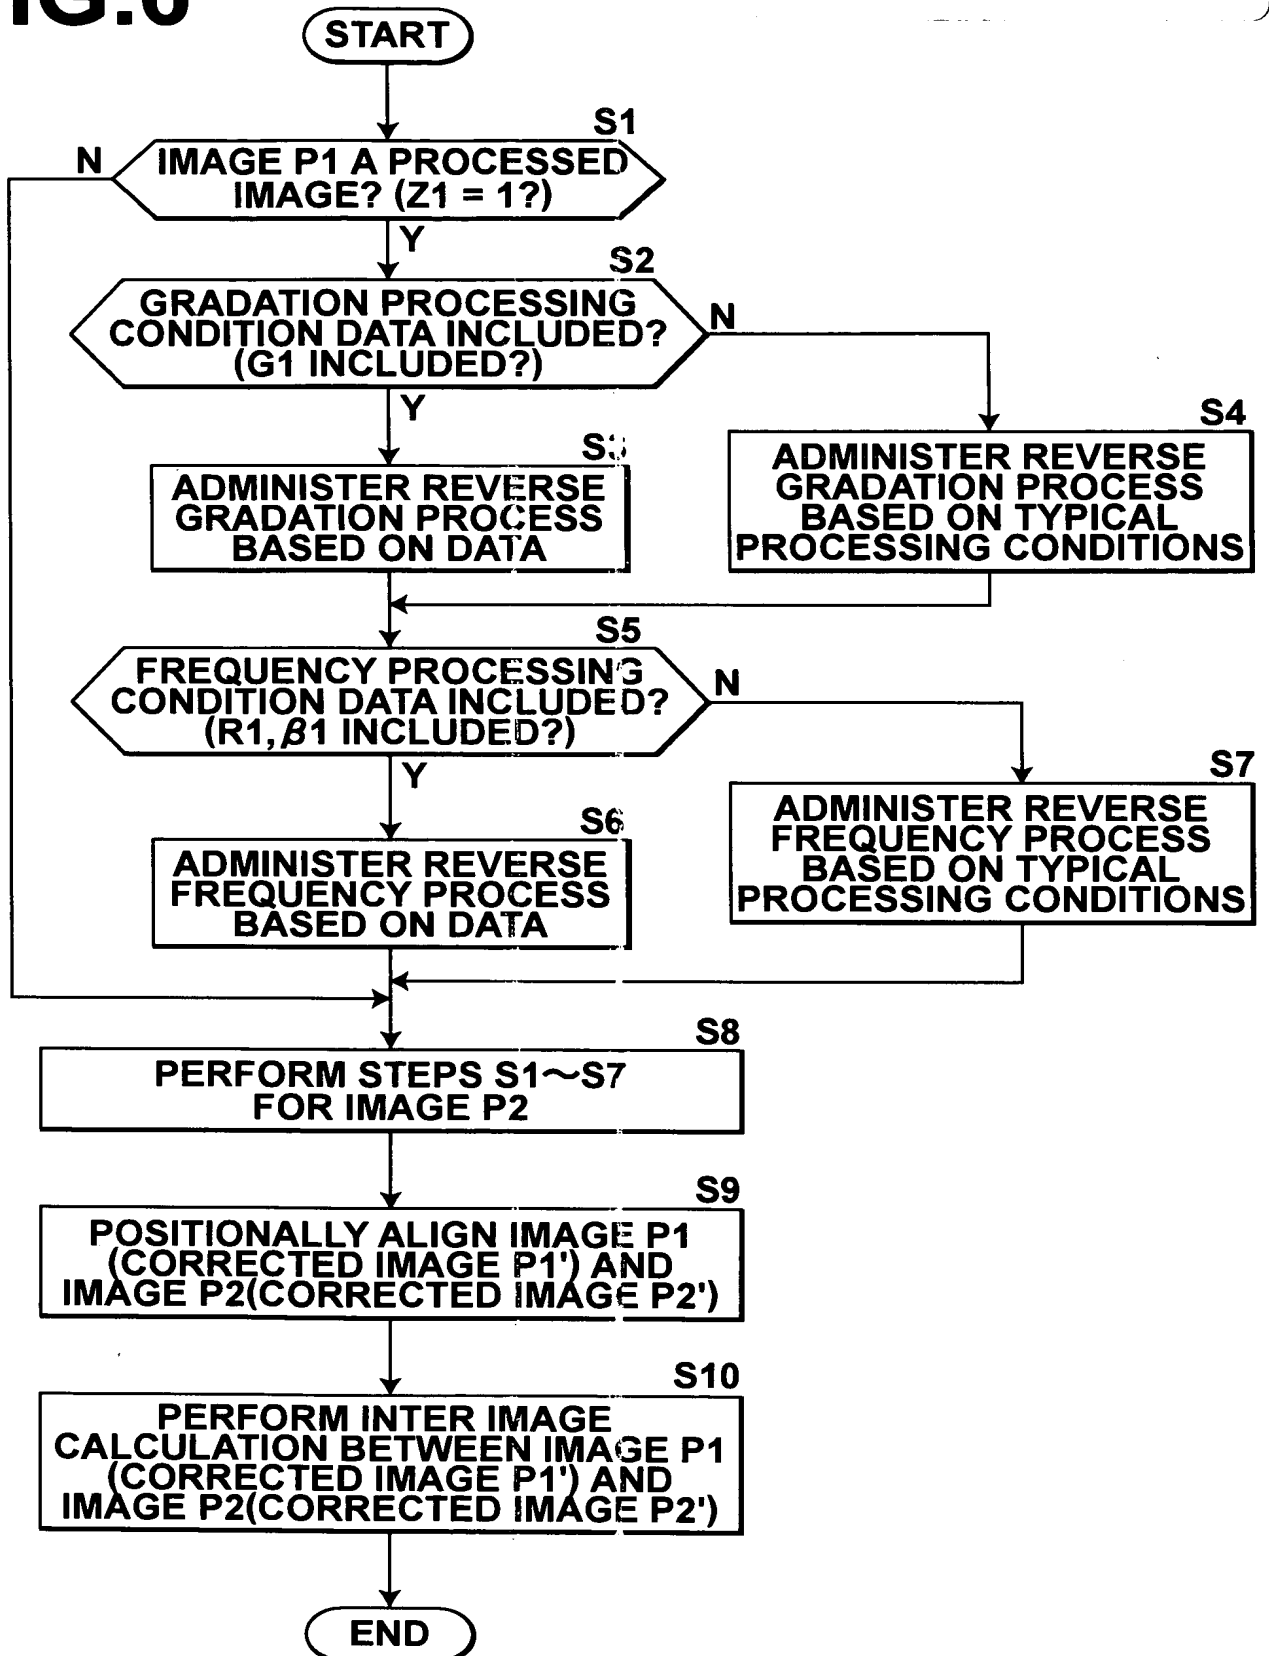 IG.6
START
S1
IMAGE P1 A PROCESSED
IMAGE? (Z1 = 1?)
N
Y
S2
GRADATION PROCESSING
CONDITION DATA INCLUDED?
(G1 INCLUDED?)
N
Y
S3
ADMINISTER REVERSE
GRADATION PROCESS
BASED ON DATA
S4
ADMINISTER REVERSE
GRADATION PROCESS
BASED ON TYPICAL
PROCESSING CONDITIONS
S5
FREQUENCY PROCESSING
CONDITION DATA INCLUDED?
(R1,β1 INCLUDED?)
N
Y
S6
ADMINISTER REVERSE
FREQUENCY PROCESS
BASED ON DATA
S7
ADMINISTER REVERSE
FREQUENCY PROCESS
BASED ON TYPICAL
PROCESSING CONDITIONS
S8
PERFORM STEPS S1〜S7
FOR IMAGE P2
S9
POSITIONALLY ALIGN IMAGE P1
(CORRECTED IMAGE P1') AND
IMAGE P2(CORRECTED IMAGE P2')
S10
PERFORM INTER IMAGE
CALCULATION BETWEEN IMAGE P1
(CORRECTED IMAGE P1') AND
IMAGE P2(CORRECTED IMAGE P2')
END